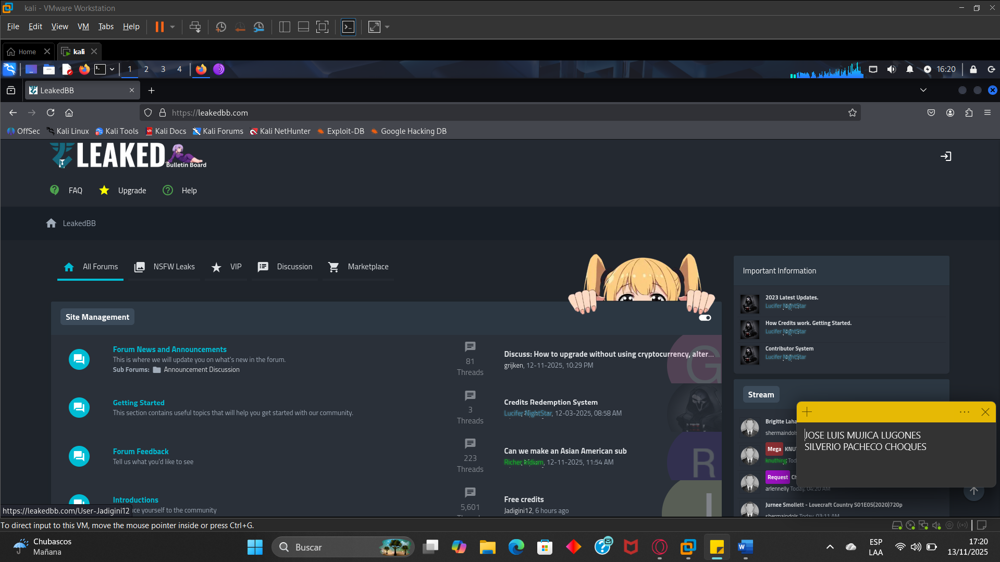 kali - VMware Workstation
File Edit View VM Tabs Help
Home kali
1 2 3 4 16:20
LeakedBB
https://leakedbb.com
OffSec Kali Linux Kali Tools Kali Docs Kali Forums Kali NetHunter Exploit-DB Google Hacking DB
LEAKED
Bulletin Board
FAQ Upgrade Help
LeakedBB
All Forums NSFW Leaks VIP Discussion Marketplace
Site Management
Forum News and Announcements
This is where we will update you on what's new in the forum.
Sub Forums: Announcement Discussion
81
Threads
Discuss: How to upgrade without using cryptocurrency, alter...
grijken, 12-11-2025, 10:29 PM
G
Getting Started
This section contains useful topics that will help you get started with our community.
3
Threads
Credits Redemption System
Lucifer NightStar, 12-03-2025, 08:58 AM
Forum Feedback
Tell us what you'd like to see
223
Threads
Can we make an Asian American sub
Richer Iridium, 12-11-2025, 11:54 AM
R
Introductions
uce yourself to the community
5,601
Free credits
Jadigini12, 6 hours ago
https://leakedbb.com/User-Jadigini12
Important Information
2023 Latest Updates.
Lucifer NightStar
How Credits work. Getting Started.
Lucifer NightStar
Contributor System
Lucifer NightStar
Stream
Brigitte Laha
shermaindols
Mega KNU
knuthing Tod
Request Ch
arlennelly Today, 04:20 AM
Jurnee Smollett - Lovecraft Country S01E05(2020)720p
shermaindols Today, 03:11 AM
JOSE LUIS MUJICA LUGONES
SILVERIO PACHECO CHOQUES
To direct input to this VM, move the mouse pointer inside or press Ctrl+G.
Chubascos
Mañana
Buscar
ESP
LAA
17:20
13/11/2025